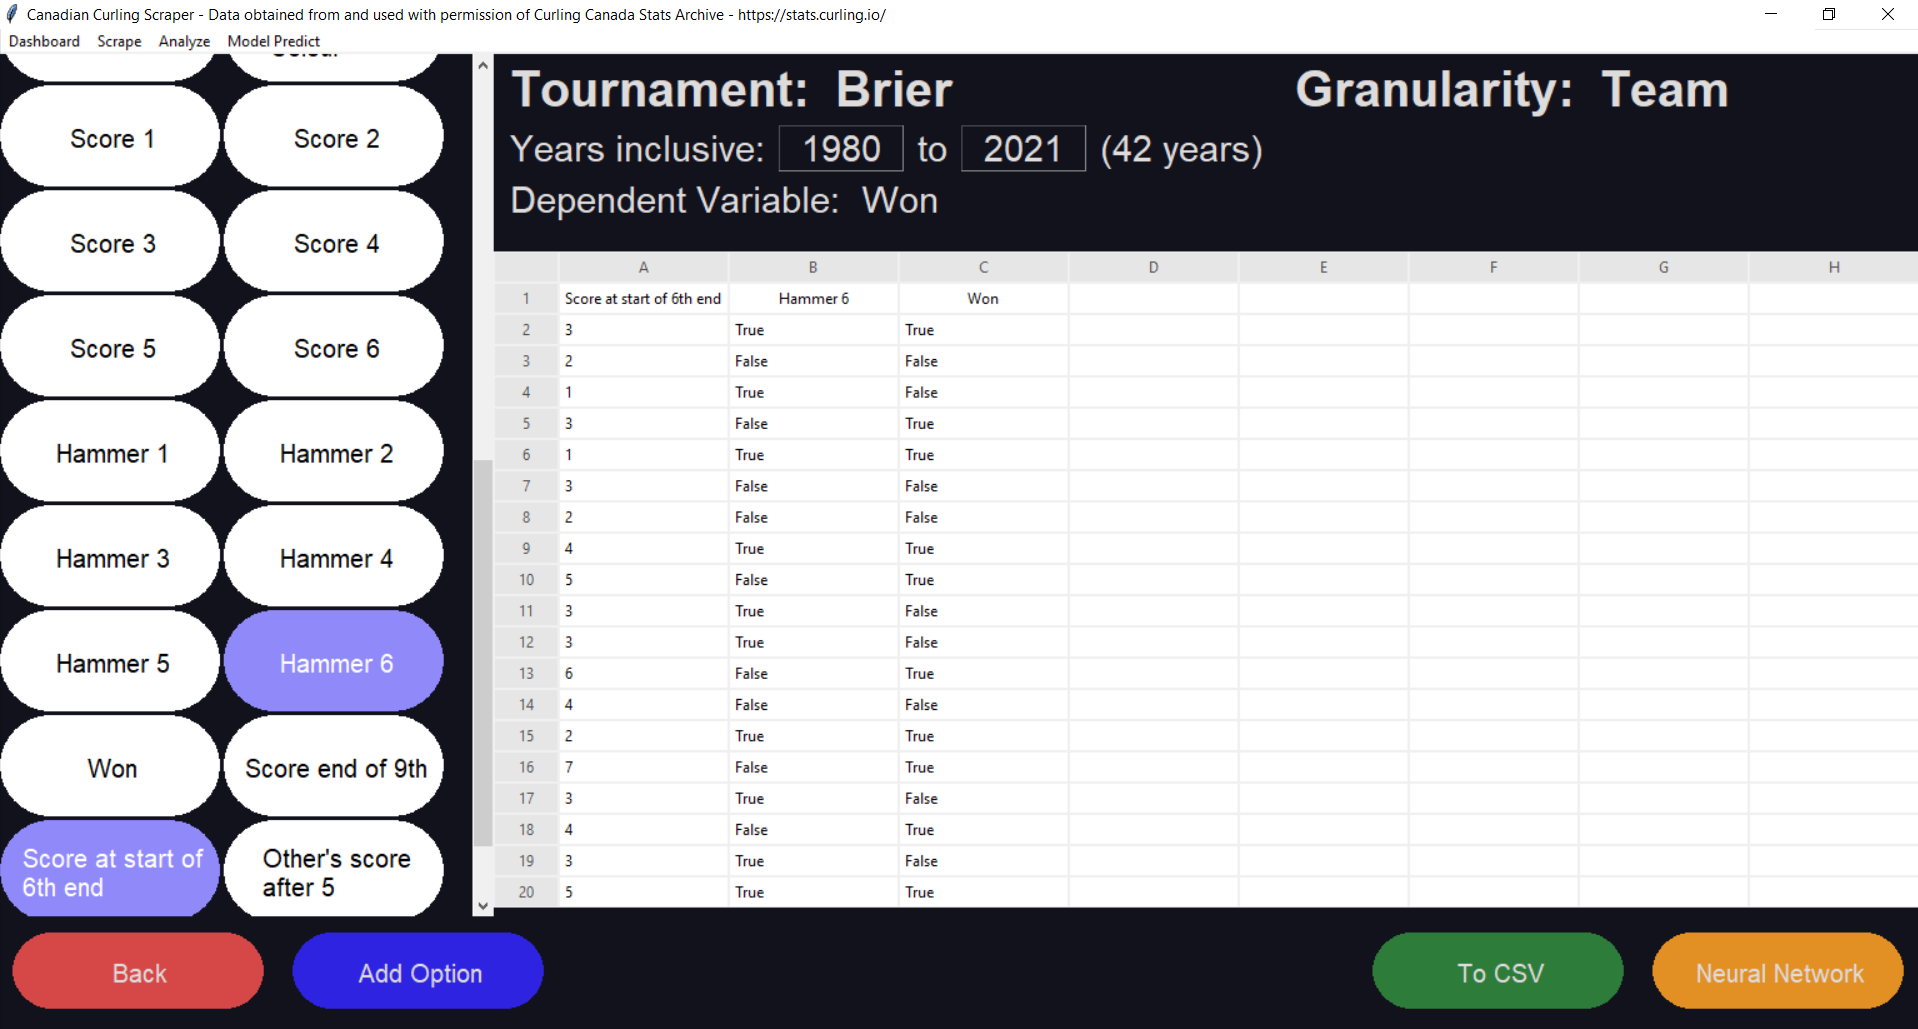 Canadian Curling Scraper - Data obtained from and used with permission of Curling Canada Stats Archive - https://stats.curling.io/
Dashboard Scrape Analyze Model Predict
Score 1 Score 2
Score 3 Score 4
Score 5 Score 6
Hammer 1 Hammer 2
Hammer 3 Hammer 4
Hammer 5 Hammer 6
Won Score end of 9th
Score at start of
6th end
Other's score
after 5
Tournament: Brier Granularity: Team
Years inclusive: 1980 to 2021 (42 years)
Dependent Variable: Won
A B C D E F G H
1 Score at start of 6th end Hammer 6 Won
2 3 True True
3 2 False False
4 1 True False
5 3 False True
6 1 True True
7 3 False False
8 2 False False
9 4 True True
10 5 False True
11 3 True False
12 3 True False
13 6 False True
14 4 False False
15 2 True True
16 7 False True
17 3 True False
18 4 False True
19 3 True False
20 5 True True
Back Add Option To CSV Neural Network